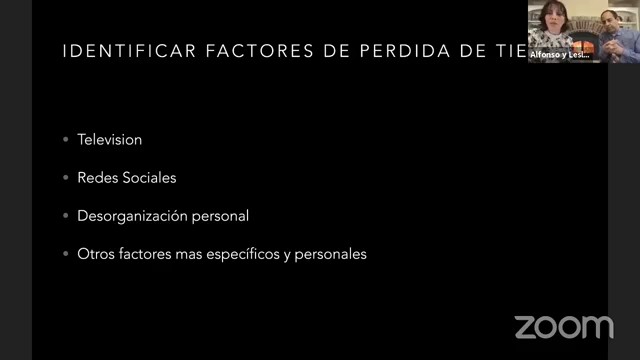 IDENTIFICAR FACTORES DE PERDIDA DE TIE
Alfonso y Lesl...
Television
Redes Sociales
Desorganización personal
Otros factores mas específicos y personales
zoom